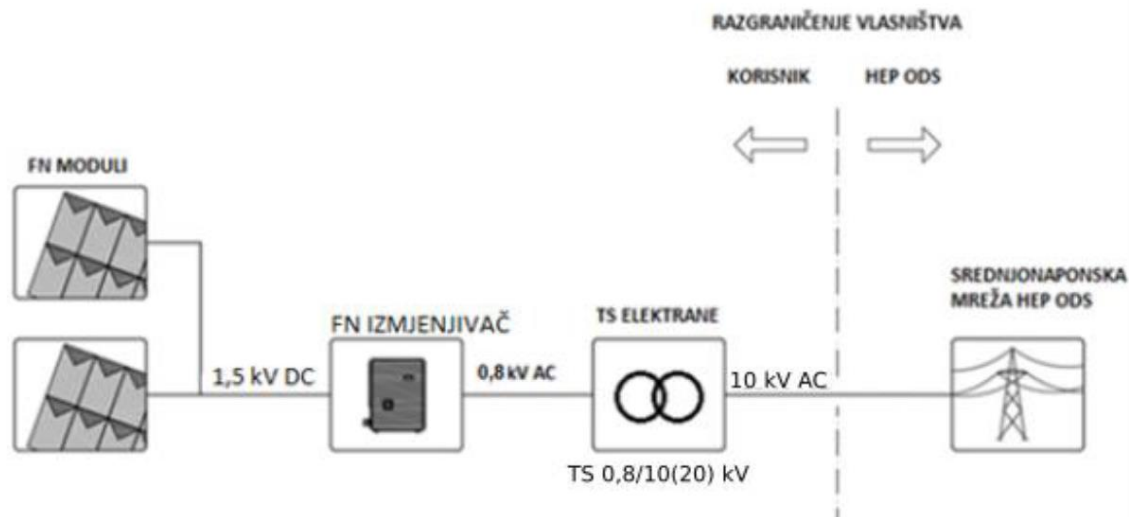 RAZGRANIČENJE VLASNIŠTVA
KORISNIK
HEP ODS
FN MODULI
SREDNJONAPONSKA
MREŽA HEP ODS
FN IZMJENJIVAČ
TS ELEKTRANE
1,5 kV DC
0,8 kV AC
10 kV AC
TS 0,8/10(20) kV